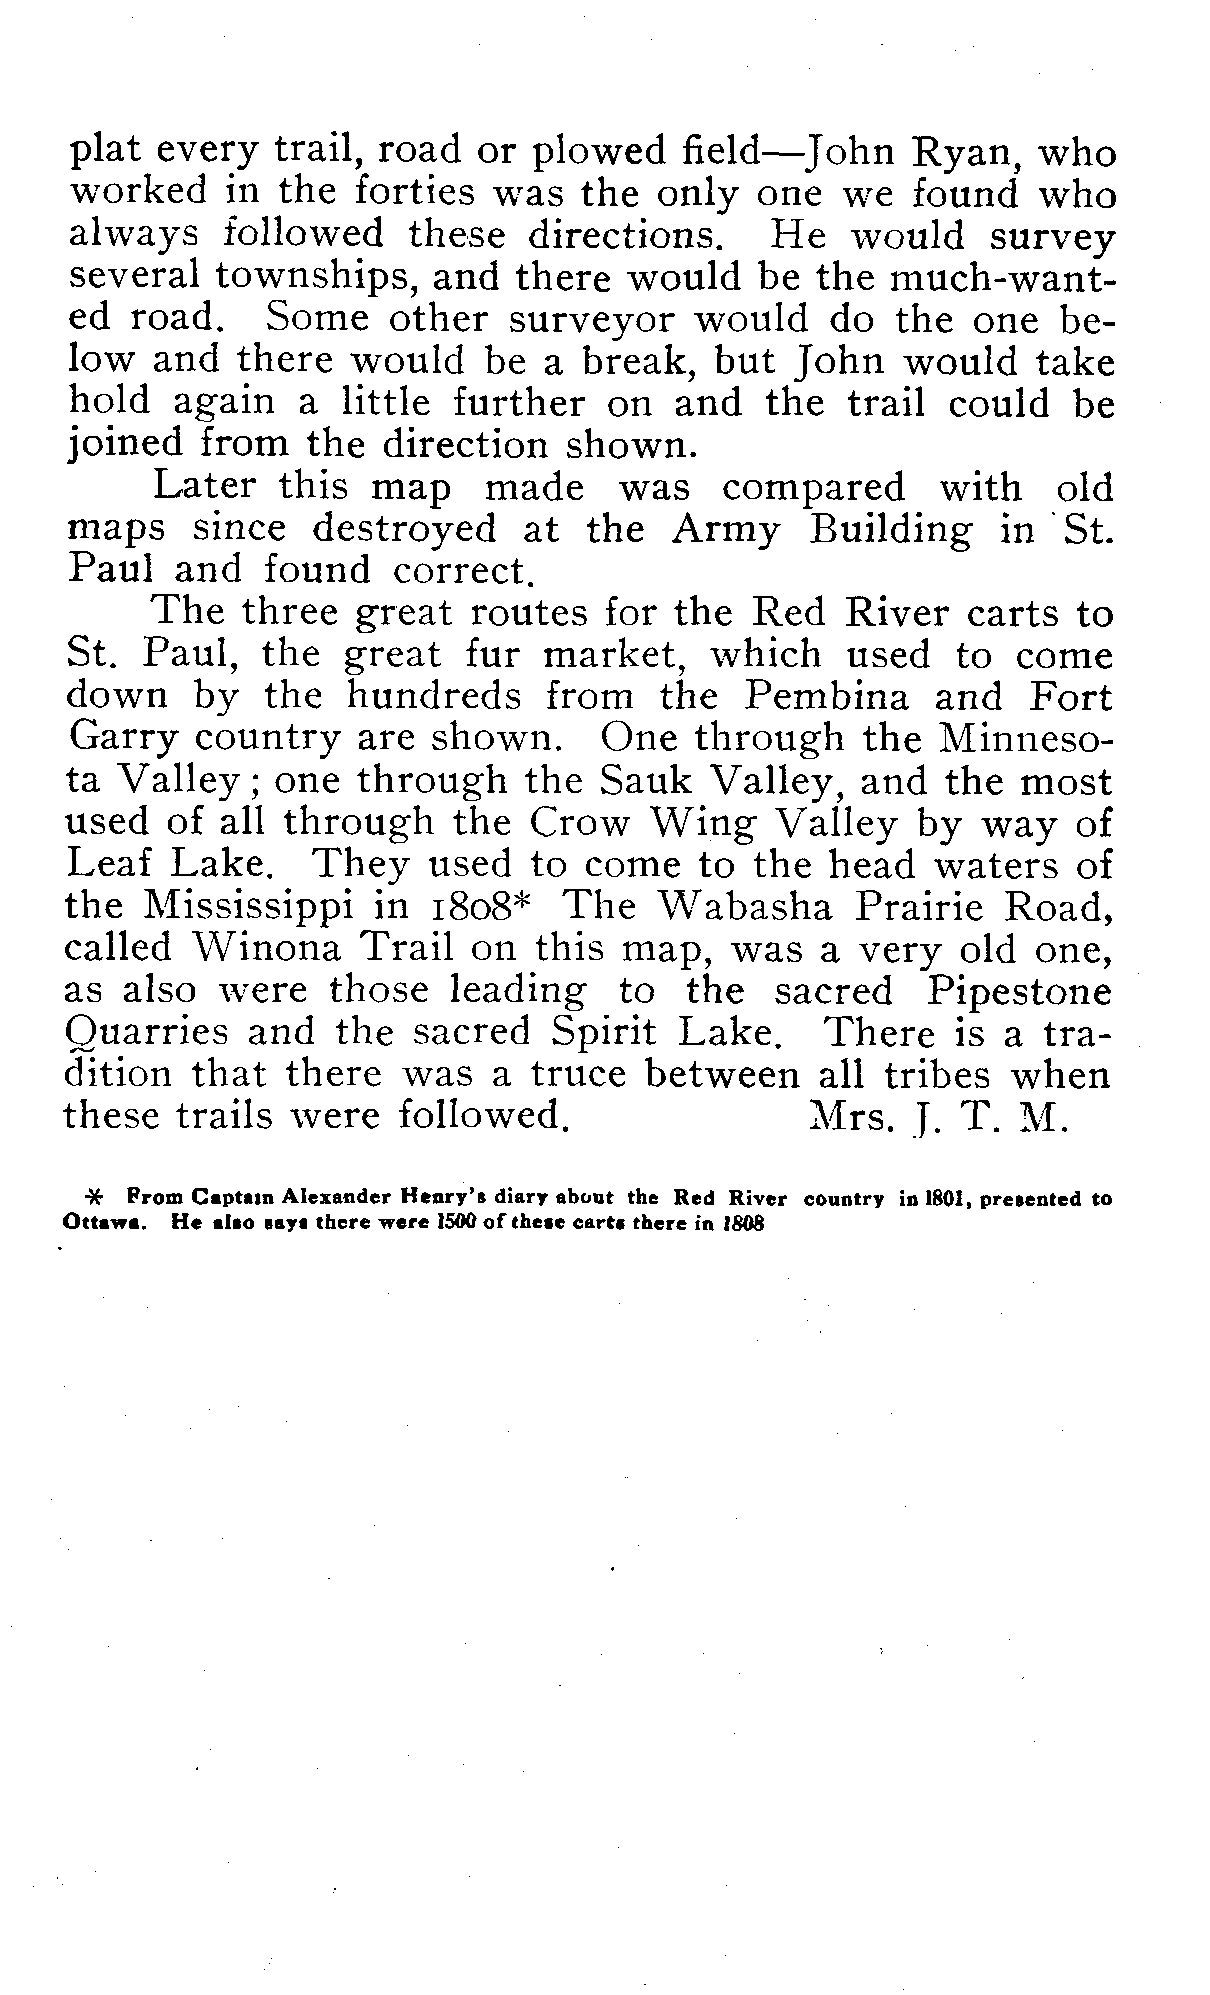 plat every trail, road or plowed field—John Ryan, who
worked in the forties was the only one we found who
always followed these directions. He would survey
several townships, and there would be the much-want-
ed road. Some other surveyor would do the one be-
low and there would be a break, but John would take
hold again a little further on and the trail could be
joined from the direction shown.
Later this map made was compared with old
maps since destroyed at the Army Building in St.
Paul and found correct.
The three great routes for the Red River carts to
St. Paul, the great fur market, which used to come
down by the hundreds from the Pembina and Fort
Garry country are shown. One through the Minneso-
ta Valley; one through the Sauk Valley, and the most
used of all through the Crow Wing Valley by way of
Leaf Lake. They used to come to the head waters of
the Mississippi in 1808* The Wabasha Prairie Road,
called Winona Trail on this map, was a very old one,
as also were those leading to the sacred Pipestone
Quarries and the sacred Spirit Lake. There is a tra-
dition that there was a truce between all tribes when
these trails were followed. Mrs. J. T. M.
* From Captain Alexander Henry's diary about the Red River country in 1801, presented to
Ottawa. He also says there were 1500 of these carts there in 1808